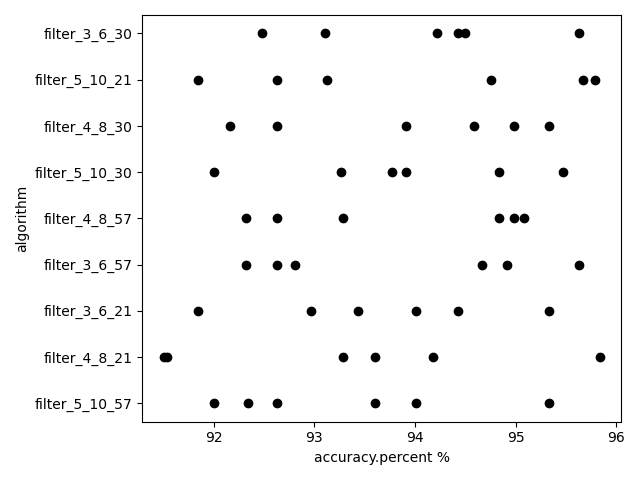 filter_3_6_30
filter_5_10_21
filter_4_8_30
filter_5_10_30
filter_4_8_57
filter_3_6_57
filter_3_6_21
filter_4_8_21
filter_5_10_57
algorithm
92 93 94 95 96
accuracy.percent %